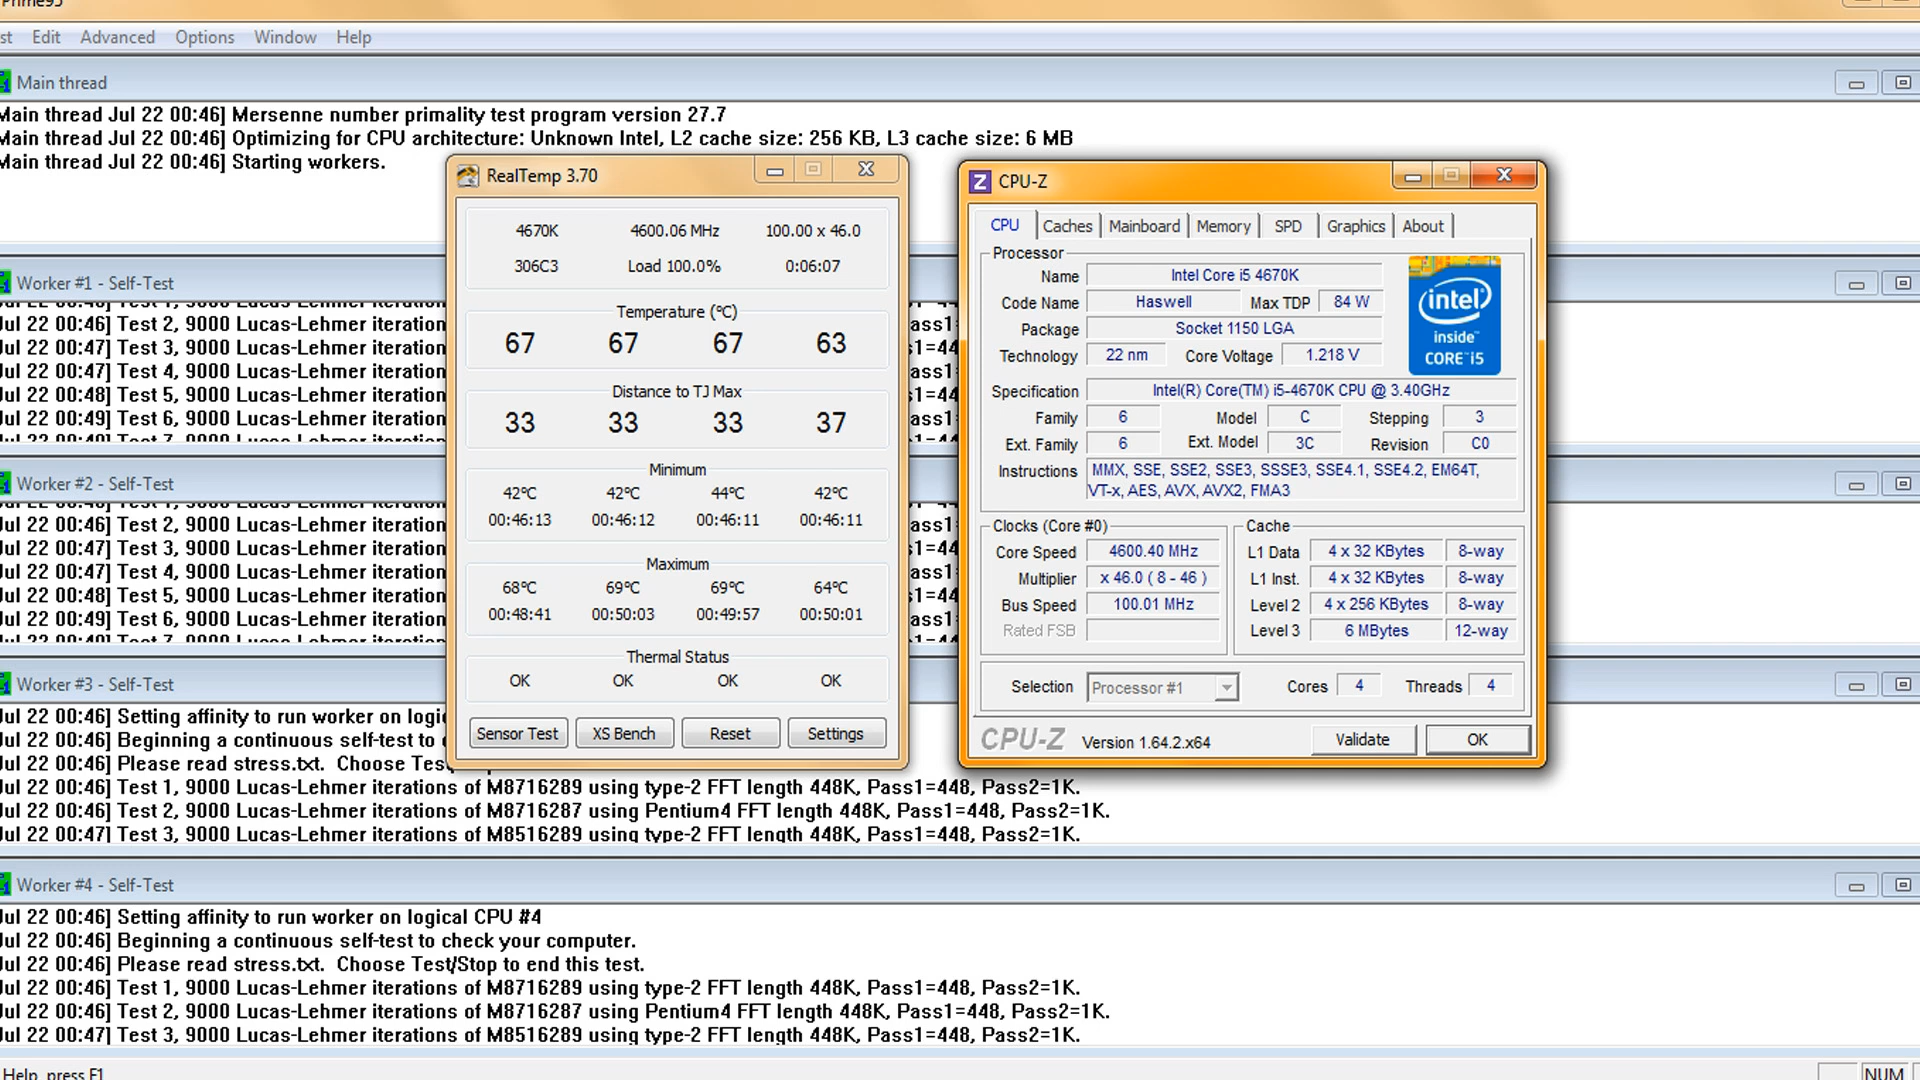 Prime95
st Edit Advanced Options Window Help
Main thread
Main thread Jul 22 00:46] Mersenne number primality test program version 27.7
Main thread Jul 22 00:46] Optimizing for CPU architecture: Unknown Intel, L2 cache size: 256 KB, L3 cache size: 6 MB
Main thread Jul 22 00:46] Starting workers.
Worker #1 - Self-Test
Jul 22 00:46] Test 2, 9000 Lucas-Lehmer iteration
Jul 22 00:47] Test 3, 9000 Lucas-Lehmer iteration
Jul 22 00:47] Test 4, 9000 Lucas-Lehmer iteration
Jul 22 00:48] Test 5, 9000 Lucas-Lehmer iteration
Jul 22 00:49] Test 6, 9000 Lucas-Lehmer iteration
Worker #2 - Self-Test
Jul 22 00:46] Test 2, 9000 Lucas-Lehmer iteration
Jul 22 00:47] Test 3, 9000 Lucas-Lehmer iteration
Jul 22 00:47] Test 4, 9000 Lucas-Lehmer iteration
Jul 22 00:48] Test 5, 9000 Lucas-Lehmer iteration
Jul 22 00:49] Test 6, 9000 Lucas-Lehmer iteration
Worker #3 - Self-Test
Jul 22 00:46] Setting affinity to run worker on logi
Jul 22 00:46] Beginning a continuous self-test to
Jul 22 00:46] Please read stress.txt. Choose Test
Jul 22 00:46] Test 1, 9000 Lucas-Lehmer iterations of M8716289 using type-2 FFT length 448K, Pass1=448, Pass2=1K.
Jul 22 00:46] Test 2, 9000 Lucas-Lehmer iterations of M8716287 using Pentium4 FFT length 448K, Pass1=448, Pass2=1K.
Jul 22 00:47] Test 3, 9000 Lucas-Lehmer iterations of M8516289 using type-2 FFT length 448K, Pass1=448, Pass2=1K.
Worker #4 - Self-Test
Jul 22 00:46] Setting affinity to run worker on logical CPU #4
Jul 22 00:46] Beginning a continuous self-test to check your computer.
Jul 22 00:46] Please read stress.txt. Choose Test/Stop to end this test.
Jul 22 00:46] Test 1, 9000 Lucas-Lehmer iterations of M8716289 using type-2 FFT length 448K, Pass1=448, Pass2=1K.
Jul 22 00:46] Test 2, 9000 Lucas-Lehmer iterations of M8716287 using Pentium4 FFT length 448K, Pass1=448, Pass2=1K.
Jul 22 00:47] Test 3, 9000 Lucas-Lehmer iterations of M8516289 using type-2 FFT length 448K, Pass1=448, Pass2=1K.
Help, press F1
NUM
RealTemp 3.70
4670K 4600.06 MHz 100.00 x 46.0
306C3 Load 100.0% 0:06:07
Temperature (°C)
67 67 67 63
Distance to TJ Max
33 33 33 37
Minimum
42°C 42°C 44°C 42°C
00:46:13 00:46:12 00:46:11 00:46:11
Maximum
68°C 69°C 69°C 64°C
00:48:41 00:50:03 00:49:57 00:50:01
Thermal Status
OK OK OK OK
Sensor Test XS Bench Reset Settings
CPU-Z
CPU Caches Mainboard Memory SPD Graphics About
Processor
Name Intel Core i5 4670K
Code Name Haswell Max TDP 84 W
Package Socket 1150 LGA
Technology 22 nm Core Voltage 1.218 V
intel
inside™
CORE™i5
Specification Intel(R) Core(TM) i5-4670K CPU @ 3.40GHz
Family 6 Model C Stepping 3
Ext. Family 6 Ext. Model 3C Revision C0
Instructions MMX, SSE, SSE2, SSE3, SSSE3, SSE4.1, SSE4.2, EM64T,
VT-x, AES, AVX, AVX2, FMA3
Clocks (Core #0)
Core Speed 4600.40 MHz
Multiplier x 46.0 ( 8 - 46 )
Bus Speed 100.01 MHz
Rated FSB
Cache
L1 Data 4 x 32 KBytes 8-way
L1 Inst. 4 x 32 KBytes 8-way
Level 2 4 x 256 KBytes 8-way
Level 3 6 MBytes 12-way
Selection Processor #1 Cores 4 Threads 4
CPU-Z Version 1.64.2.x64 Validate OK